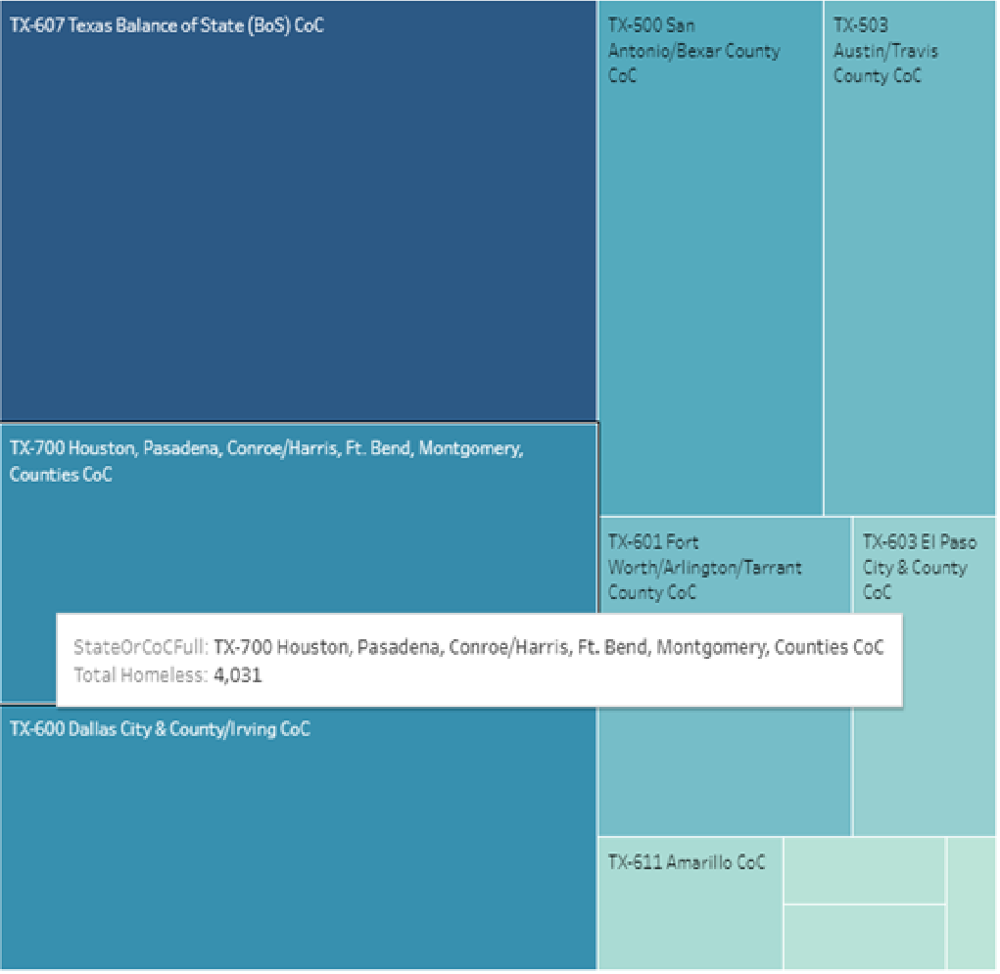 TX-607 Texas Balance of State (BoS) CoC
TX-500 San
Antonio/Bexar County
CoC
TX-503
Austin/Travis
County CoC
TX-700 Houston, Pasadena, Conroe/Harris, Ft. Bend, Montgomery,
Counties CoC
TX-601 Fort
Worth/Arlington/Tarrant
County CoC
TX-603 El Paso
City & County
CoC
StateOrCoCFull: TX-700 Houston, Pasadena, Conroe/Harris, Ft. Bend, Montgomery, Counties CoC
Total Homeless: 4,031
TX-600 Dallas City & County/Irving CoC
TX-611 Amarillo CoC